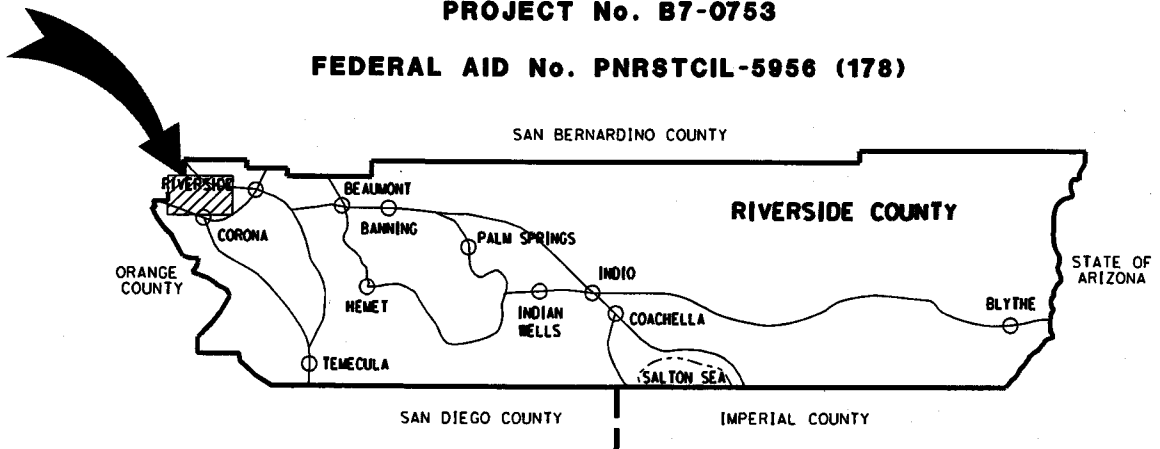 PROJECT No. B7-0753
FEDERAL AID No. PNRSTCIL-5956 (178)
SAN BERNARDINO COUNTY
RIVERSIDE
BEAUMONT
BANNING
RIVERSIDE COUNTY
CORONA
PALM SPRINGS
ORANGE
COUNTY
STATE OF
ARIZONA
HEMET
INDIO
INDIAN
WELLS
COACHELLA
BLYTHE
TEMECULA
SALTON SEA
SAN DIEGO COUNTY
IMPERIAL COUNTY